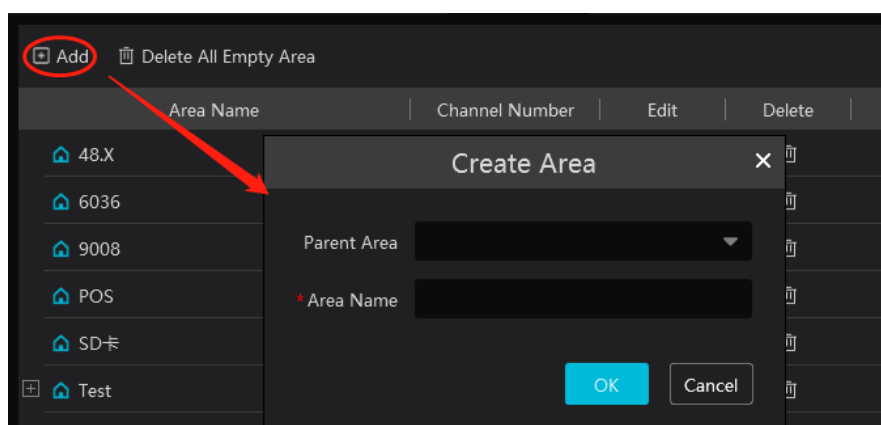 Add Delete All Empty Area
Area Name Channel Number Edit Delete
48.X
Create Area
6036
Parent Area
9008
* Area Name
POS
SD卡
OK Cancel
Test